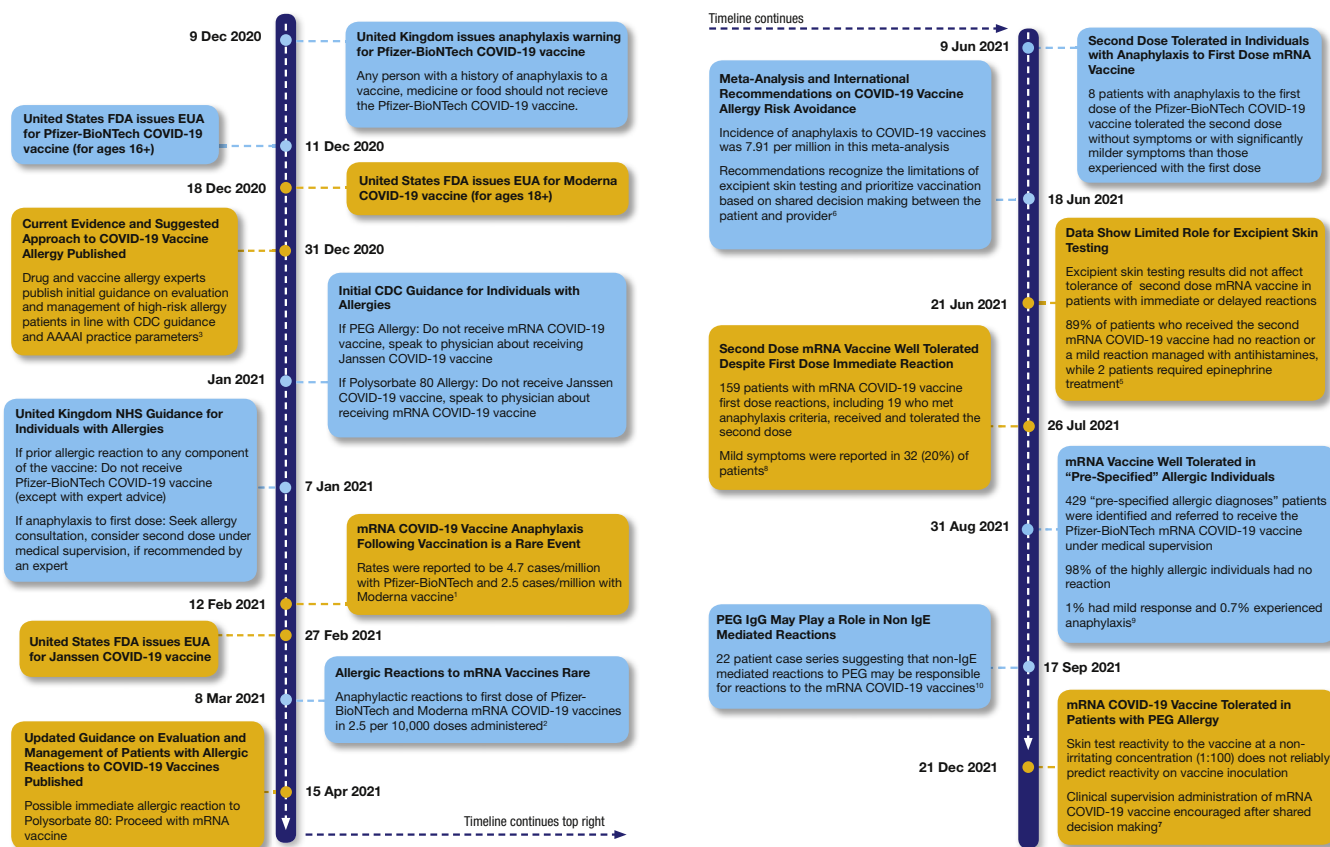 9 Dec 2020
United Kingdom issues anaphylaxis warning
for Pfizer-BioNTech COVID-19 vaccine
Any person with a history of anaphylaxis to a
vaccine, medicine or food should not recieve
the Pfizer-BioNTech COVID-19 vaccine.
United States FDA issues EUA
for Pfizer-BioNTech COVID-19
vaccine (for ages 16+)
11 Dec 2020
18 Dec 2020
United States FDA issues EUA for Moderna
COVID-19 vaccine (for ages 18+)
Current Evidence and Suggested
Approach to COVID-19 Vaccine
Allergy Published
Drug and vaccine allergy experts
publish initial guidance on evaluation
and management of high-risk allergy
patients in line with CDC guidance
and AAAAI practice parameters³
31 Dec 2020
Initial CDC Guidance for Individuals with
Allergies
If PEG Allergy: Do not receive mRNA COVID-19
vaccine, speak to physician about receiving
Janssen COVID-19 vaccine
If Polysorbate 80 Allergy: Do not receive Janssen
COVID-19 vaccine, speak to physician about
receiving mRNA COVID-19 vaccine
Jan 2021
United Kingdom NHS Guidance for
Individuals with Allergies
If prior allergic reaction to any component
of the vaccine: Do not receive
Pfizer-BioNTech COVID-19 vaccine
(except with expert advice)
If anaphylaxis to first dose: Seek allergy
consultation, consider second dose under
medical supervision, if recommended by
an expert
7 Jan 2021
mRNA COVID-19 Vaccine Anaphylaxis
Following Vaccination is a Rare Event
Rates were reported to be 4.7 cases/million
with Pfizer-BioNTech and 2.5 cases/million with
Moderna vaccine¹
12 Feb 2021
United States FDA issues EUA
for Janssen COVID-19 vaccine
27 Feb 2021
Allergic Reactions to mRNA Vaccines Rare
Anaphylactic reactions to first dose of Pfizer-
BioNTech and Moderna mRNA COVID-19 vaccines
in 2.5 per 10,000 doses administered²
8 Mar 2021
Updated Guidance on Evaluation and
Management of Patients with Allergic
Reactions to COVID-19 Vaccines
Published
Possible immediate allergic reaction to
Polysorbate 80: Proceed with mRNA
vaccine
15 Apr 2021
Timeline continues top right
Timeline continues
9 Jun 2021
Second Dose Tolerated in Individuals
with Anaphylaxis to First Dose mRNA
Vaccine
8 patients with anaphylaxis to the first
dose of the Pfizer-BioNTech COVID-19
vaccine tolerated the second dose
without symptoms or with significantly
milder symptoms than those
experienced with the first dose
Meta-Analysis and International
Recommendations on COVID-19 Vaccine
Allergy Risk Avoidance
Incidence of anaphylaxis to COVID-19 vaccines
was 7.91 per million in this meta-analysis
Recommendations recognize the limitations of
excipient skin testing and prioritize vaccination
based on shared decision making between the
patient and provider⁶
18 Jun 2021
Data Show Limited Role for Excipient Skin
Testing
Excipient skin testing results did not affect
tolerance of second dose mRNA vaccine in
patients with immediate or delayed reactions
89% of patients who received the second
mRNA COVID-19 vaccine had no reaction or
a mild reaction managed with antihistamines,
while 2 patients required epinephrine
treatment⁵
21 Jun 2021
Second Dose mRNA Vaccine Well Tolerated
Despite First Dose Immediate Reaction
159 patients with mRNA COVID-19 vaccine
first dose reactions, including 19 who met
anaphylaxis criteria, received and tolerated the
second dose
Mild symptoms were reported in 32 (20%) of
patients⁸
26 Jul 2021
mRNA Vaccine Well Tolerated in
“Pre-Specified” Allergic Individuals
429 “pre-specified allergic diagnoses” patients
were identified and referred to receive the
Pfizer-BioNTech mRNA COVID-19 vaccine
under medical supervision
98% of the highly allergic individuals had no
reaction
1% had mild response and 0.7% experienced
anaphylaxis⁹
31 Aug 2021
PEG IgG May Play a Role in Non IgE
Mediated Reactions
22 patient case series suggesting that non-IgE
mediated reactions to PEG may be responsible
for reactions to the mRNA COVID-19 vaccines¹⁰
17 Sep 2021
mRNA COVID-19 Vaccine Tolerated in
Patients with PEG Allergy
Skin test reactivity to the vaccine at a non-
irritating concentration (1:100) does not reliably
predict reactivity on vaccine inoculation
Clinical supervision administration of mRNA
COVID-19 vaccine encouraged after shared
decision making⁷
21 Dec 2021